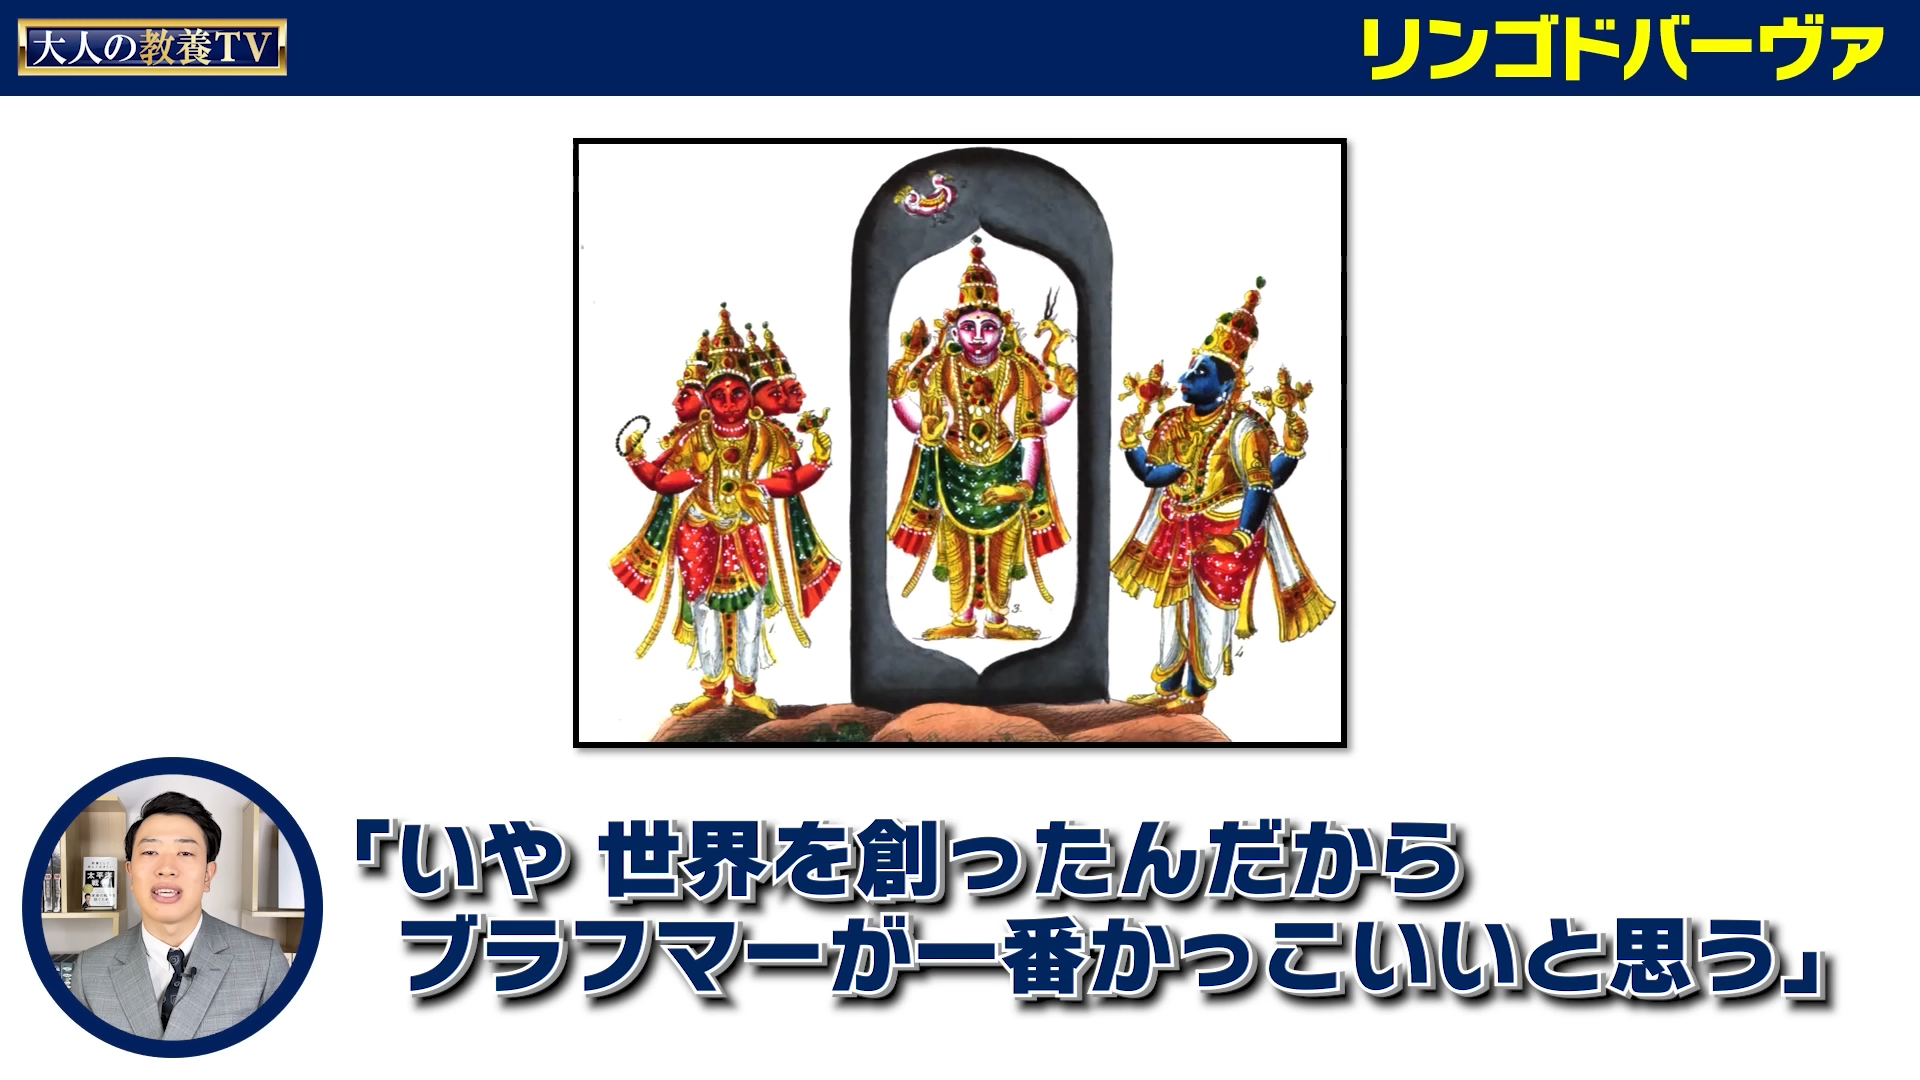 大人の教養TV
リンゴドバーヴァ
3.
「いや 世界を創ったんだから
ブラフマーが一番かっこいいと思う」